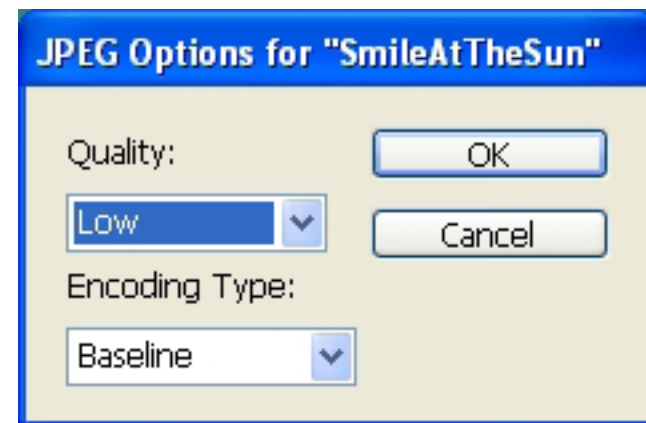 JPEG Options for "SmileAtTheSun"
Quality:
OK
Low
Cancel
Encoding Type:
Baseline